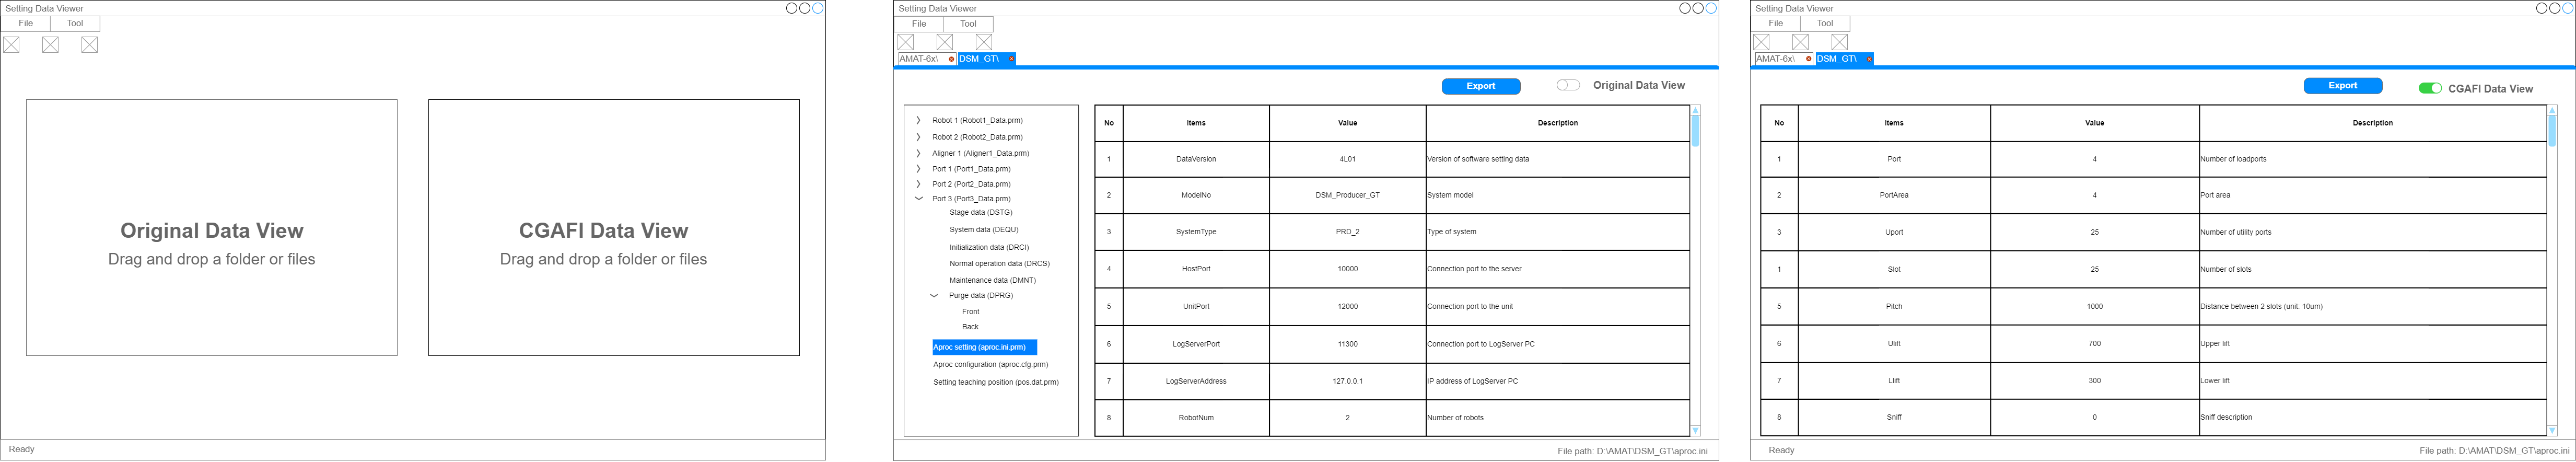 Setting Data Viewer
File Tool
Original Data View
Drag and drop a folder or files
CGAFI Data View
Drag and drop a folder or files
Ready
Setting Data Viewer
File Tool
AMAT-6x\ DSM_GT\
Export Original Data View
Robot 1 (Robot1_Data.prm)
Robot 2 (Robot2_Data.prm)
Aligner 1 (Aligner1_Data.prm)
Port 1 (Port1_Data.prm)
Port 2 (Port2_Data.prm)
Port 3 (Port3_Data.prm)
Stage data (DSTG)
System data (DEQU)
Initialization data (DRCI)
Normal operation data (DRCS)
Maintenance data (DMNT)
Purge data (DPRG)
Front
Back
Aproc setting (aproc.ini.prm)
Aproc configuration (aproc.cfg.prm)
Setting teaching position (pos.dat.prm)
No Items Value Description
1 DataVersion 4L01 Version of software setting data
2 ModelNo DSM_Producer_GT System model
3 SystemType PRD_2 Type of system
4 HostPort 10000 Connection port to the server
5 UnitPort 12000 Connection port to the unit
6 LogServerPort 11300 Connection port to LogServer PC
7 LogServerAddress 127.0.0.1 IP address of LogServer PC
8 RobotNum 2 Number of robots
File path: D:\AMAT\DSM_GT\aproc.ini
Setting Data Viewer
File Tool
AMAT-6x\ DSM_GT\
Export CGAFI Data View
No Items Value Description
1 Port 4 Number of loadports
2 PortArea 4 Port area
3 Uport 25 Number of utility ports
1 Slot 25 Number of slots
5 Pitch 1000 Distance between 2 slots (unit: 10um)
6 Ulift 700 Upper lift
7 Llift 300 Lower lift
8 Sniff 0 Sniff description
Ready File path: D:\AMAT\DSM_GT\aproc.ini